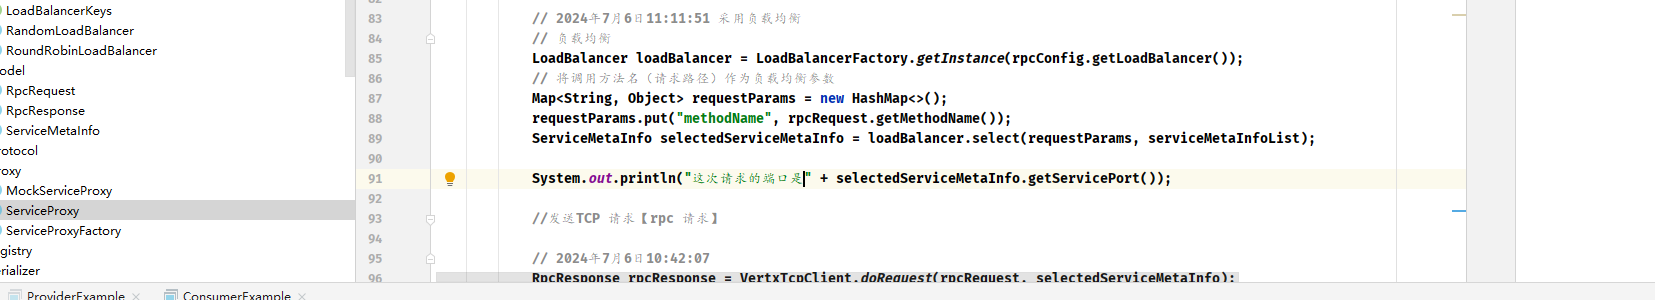 LoadBalancerKeys
RandomLoadBalancer
RoundRobinLoadBalancer
odel
RpcRequest
RpcResponse
ServiceMetaInfo
rotocol
roxy
MockServiceProxy
ServiceProxy
ServiceProxyFactory
gistry
rializer
82
83 // 2024年7月6日11:11:51 采用负载均衡
84 // 负载均衡
85 LoadBalancer loadBalancer = LoadBalancerFactory.getInstance(rpcConfig.getLoadBalancer());
86 // 将调用方法名（请求路径）作为负载均衡参数
87 Map<String, Object> requestParams = new HashMap<>();
88 requestParams.put("methodName", rpcRequest.getMethodName());
89 ServiceMetaInfo selectedServiceMetaInfo = loadBalancer.select(requestParams, serviceMetaInfoList);
90
91 System.out.println("这次请求的端口是" + selectedServiceMetaInfo.getServicePort());
92
93 //发送TCP 请求【rpc 请求】
94
95 // 2024年7月6日10:42:07
96 RpcResponse rpcResponse = VertxTcpClient.doRequest(rpcRequest, selectedServiceMetaInfo);
ProviderExample × ConsumerExample ×